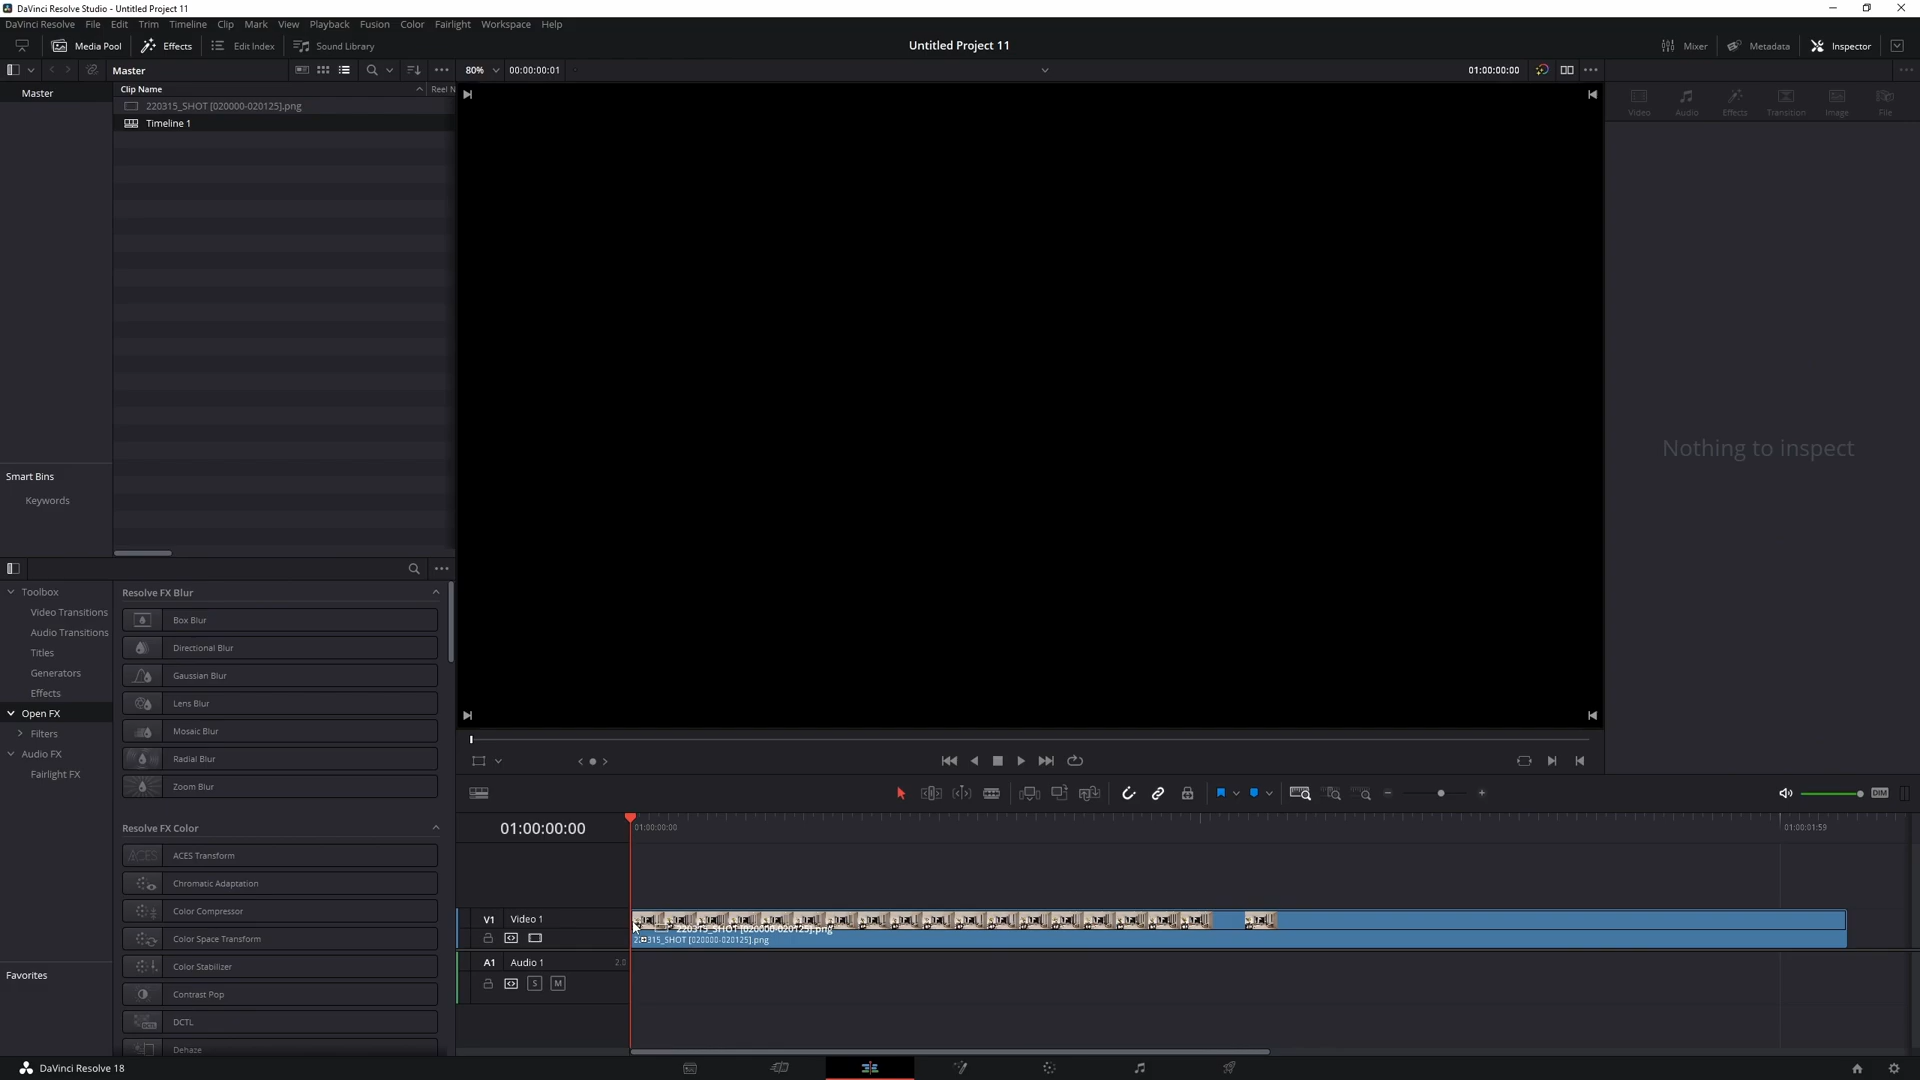 DaVinci Resolve Studio - Untitled Project 11
DaVinci Resolve File Edit Trim Timeline Clip Mark View Playback Fusion Color Fairlight Workspace Help
Media Pool Effects Edit Index Sound Library Untitled Project 11 Mixer Metadata Inspector
Master 80% 00:00:00:01 01:00:00:00
Master Clip Name Reel N
220315_SHOT [020000-020125].png
Timeline 1
Video Audio Effects Transition Image File
Nothing to inspect
Smart Bins
Keywords
Toolbox
Video Transitions
Audio Transitions
Titles
Generators
Effects
Open FX
Filters
Audio FX
Fairlight FX
Favorites
Resolve FX Blur
Box Blur
Directional Blur
Gaussian Blur
Lens Blur
Mosaic Blur
Radial Blur
Zoom Blur
Resolve FX Color
ACES Transform
Chromatic Adaptation
Color Compressor
Color Space Transform
Color Stabilizer
Contrast Pop
DCTL
Dehaze
DIM
01:00:00:00 01:00:00:00 01:00:01:59
V1 Video 1
220315_SHOT [020000-020125].png
[020000-020125].png
A1 Audio 1 2.0
S M
DaVinci Resolve 18